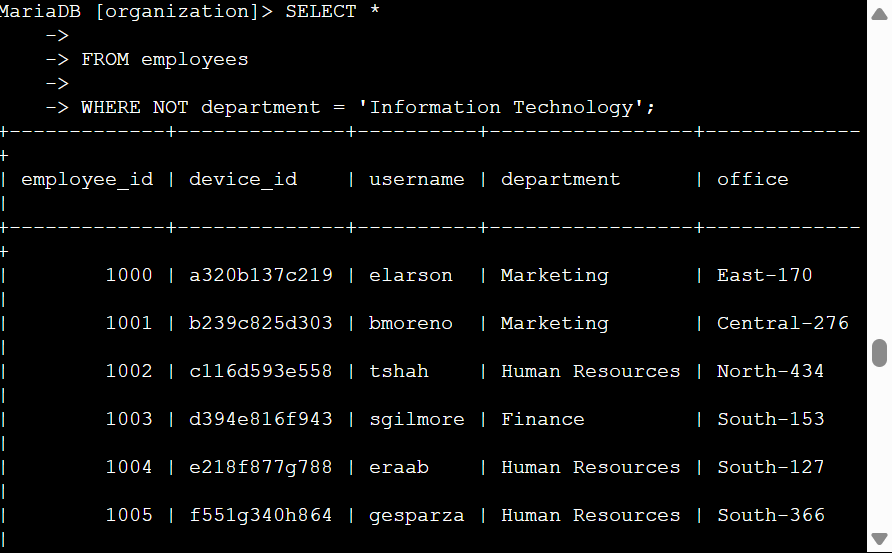 MariaDB [organization]> SELECT *
    ->
    -> FROM employees
    ->
    -> WHERE NOT department = 'Information Technology';
+-------------+--------------+----------+-----------------+-------------
+
| employee_id | device_id    | username | department      | office
|
+-------------+--------------+----------+-----------------+-------------
+
|        1000 | a320b137c219 | elarson  | Marketing       | East-170
|
|        1001 | b239c825d303 | bmoreno  | Marketing       | Central-276
|
|        1002 | c116d593e558 | tshah    | Human Resources | North-434
|
|        1003 | d394e816f943 | sgilmore | Finance         | South-153
|
|        1004 | e218f877g788 | eraab    | Human Resources | South-127
|
|        1005 | f551g340h864 | gesparza | Human Resources | South-366
|